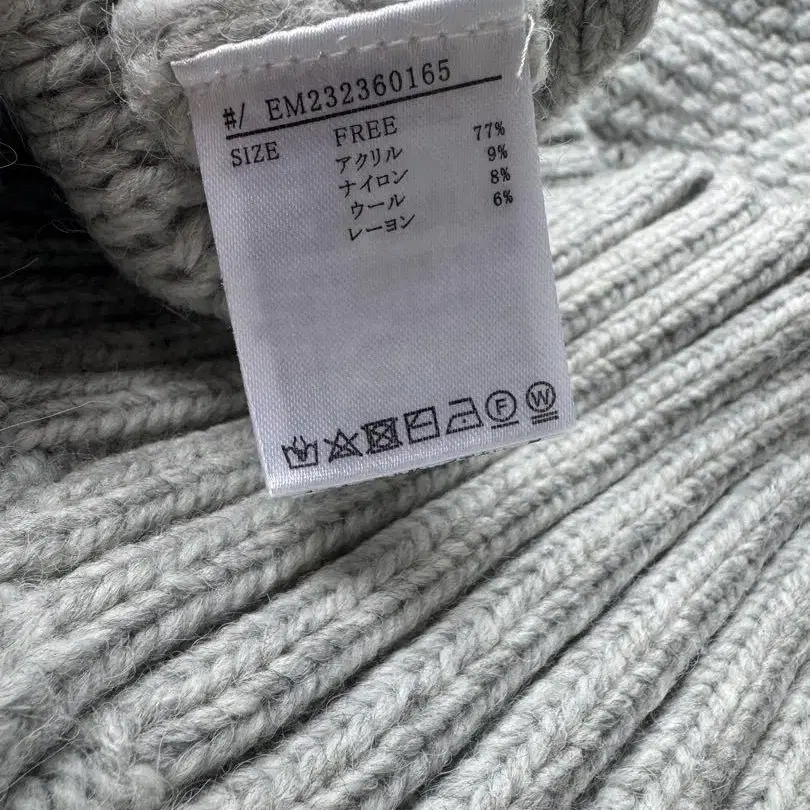 #/ EM232360165
SIZE FREE
アクリル 77%
ナイロン 9%
ウール 8%
レーヨン 6%
F W